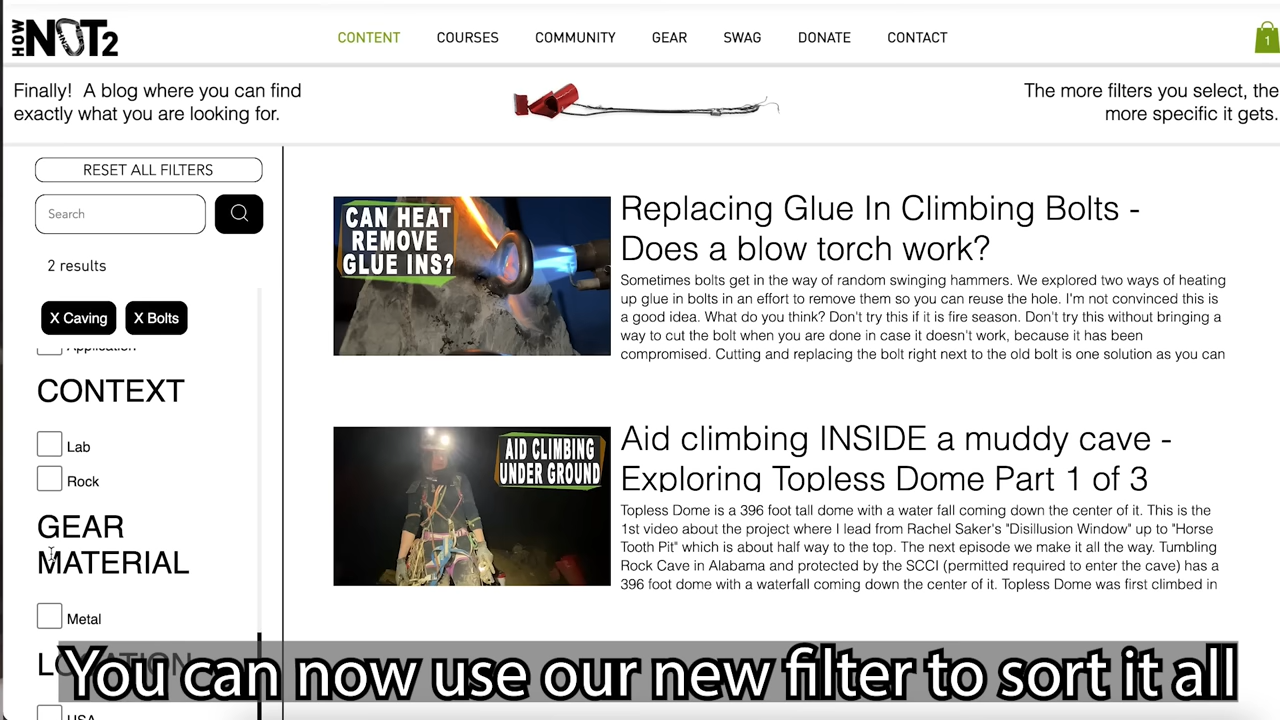 HOW NOT2
CONTENT
COURSES
COMMUNITY
GEAR
SWAG
DONATE
CONTACT
1
Finally! A blog where you can find
exactly what you are looking for.
The more filters you select, the
more specific it gets.
RESET ALL FILTERS
Search
2 results
X Caving
X Bolts
Application
CONTEXT
Lab
Rock
GEAR
MATERIAL
Metal
LOCATION
USA
CAN HEAT
REMOVE
GLUE INS?
Replacing Glue In Climbing Bolts -
Does a blow torch work?
Sometimes bolts get in the way of random swinging hammers. We explored two ways of heating
up glue in bolts in an effort to remove them so you can reuse the hole. I'm not convinced this is
a good idea. What do you think? Don't try this if it is fire season. Don't try this without bringing a
way to cut the bolt when you are done in case it doesn't work, because it has been
compromised. Cutting and replacing the bolt right next to the old bolt is one solution as you can
AID CLIMBING
UNDER GROUND
Aid climbing INSIDE a muddy cave -
Exploring Topless Dome Part 1 of 3
Topless Dome is a 396 foot tall dome with a water fall coming down the center of it. This is the
1st video about the project where I lead from Rachel Saker's "Disillusion Window" up to "Horse
Tooth Pit" which is about half way to the top. The next episode we make it all the way. Tumbling
Rock Cave in Alabama and protected by the SCCI (permitted required to enter the cave) has a
396 foot dome with a waterfall coming down the center of it. Topless Dome was first climbed in
You can now use our new filter to sort it all